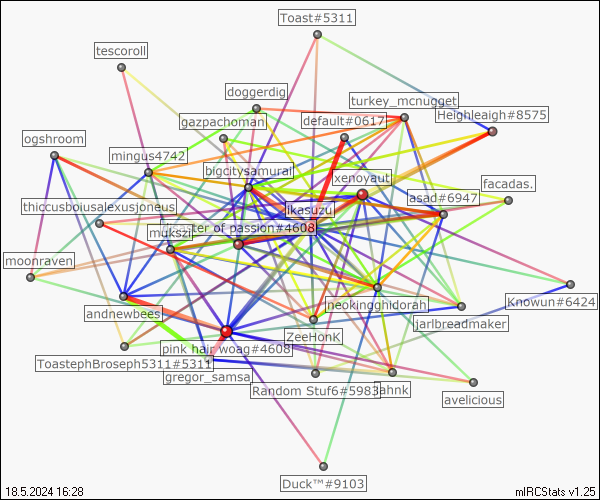 Toast#5311
tescoroll
doggerdig
turkey_mcnugget
Heighleaigh#8575
gazpachoman
default#0617
ogshroom
mingus4742
bigcitysamurai
xenoyaut
facadas.
asad#6947
thiccusboiusalexusjoneus
ikasuzu
ter of passion#4608
mukszi
moonraven
neokingghidorah
Knowun#6424
andnewbees
jarlbreadmaker
ZeeHonK
pink hair woag#4608
ToastephBroseph5311#5311
gregor_samsa
Random Stuf6#5983
ahnk
avelicious
Duck™#9103
18.5.2024 16:28
mIRCStats v1.25